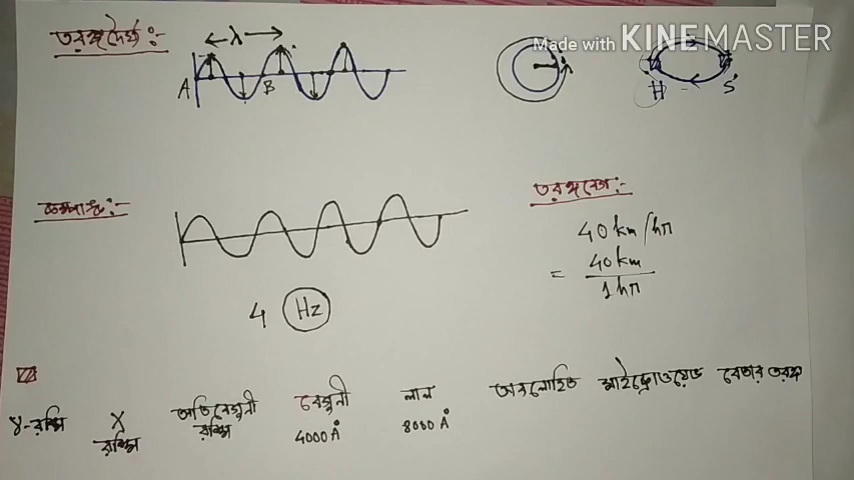 তরঙ্গদৈর্ঘ্য :-
λ
A B
H S
Made with KINEMASTER
কম্পাঙ্ক :-
4 Hz
তরঙ্গবেগ :-
40 km/hr
= 40 km
1 hr
γ-রশ্মি X রশ্মি অতিবেগুনী রশ্মি বেগুনী 4000 Å লাল 8000 Å অবলোহিত মাইক্রোওয়েভ বেতার তরঙ্গ